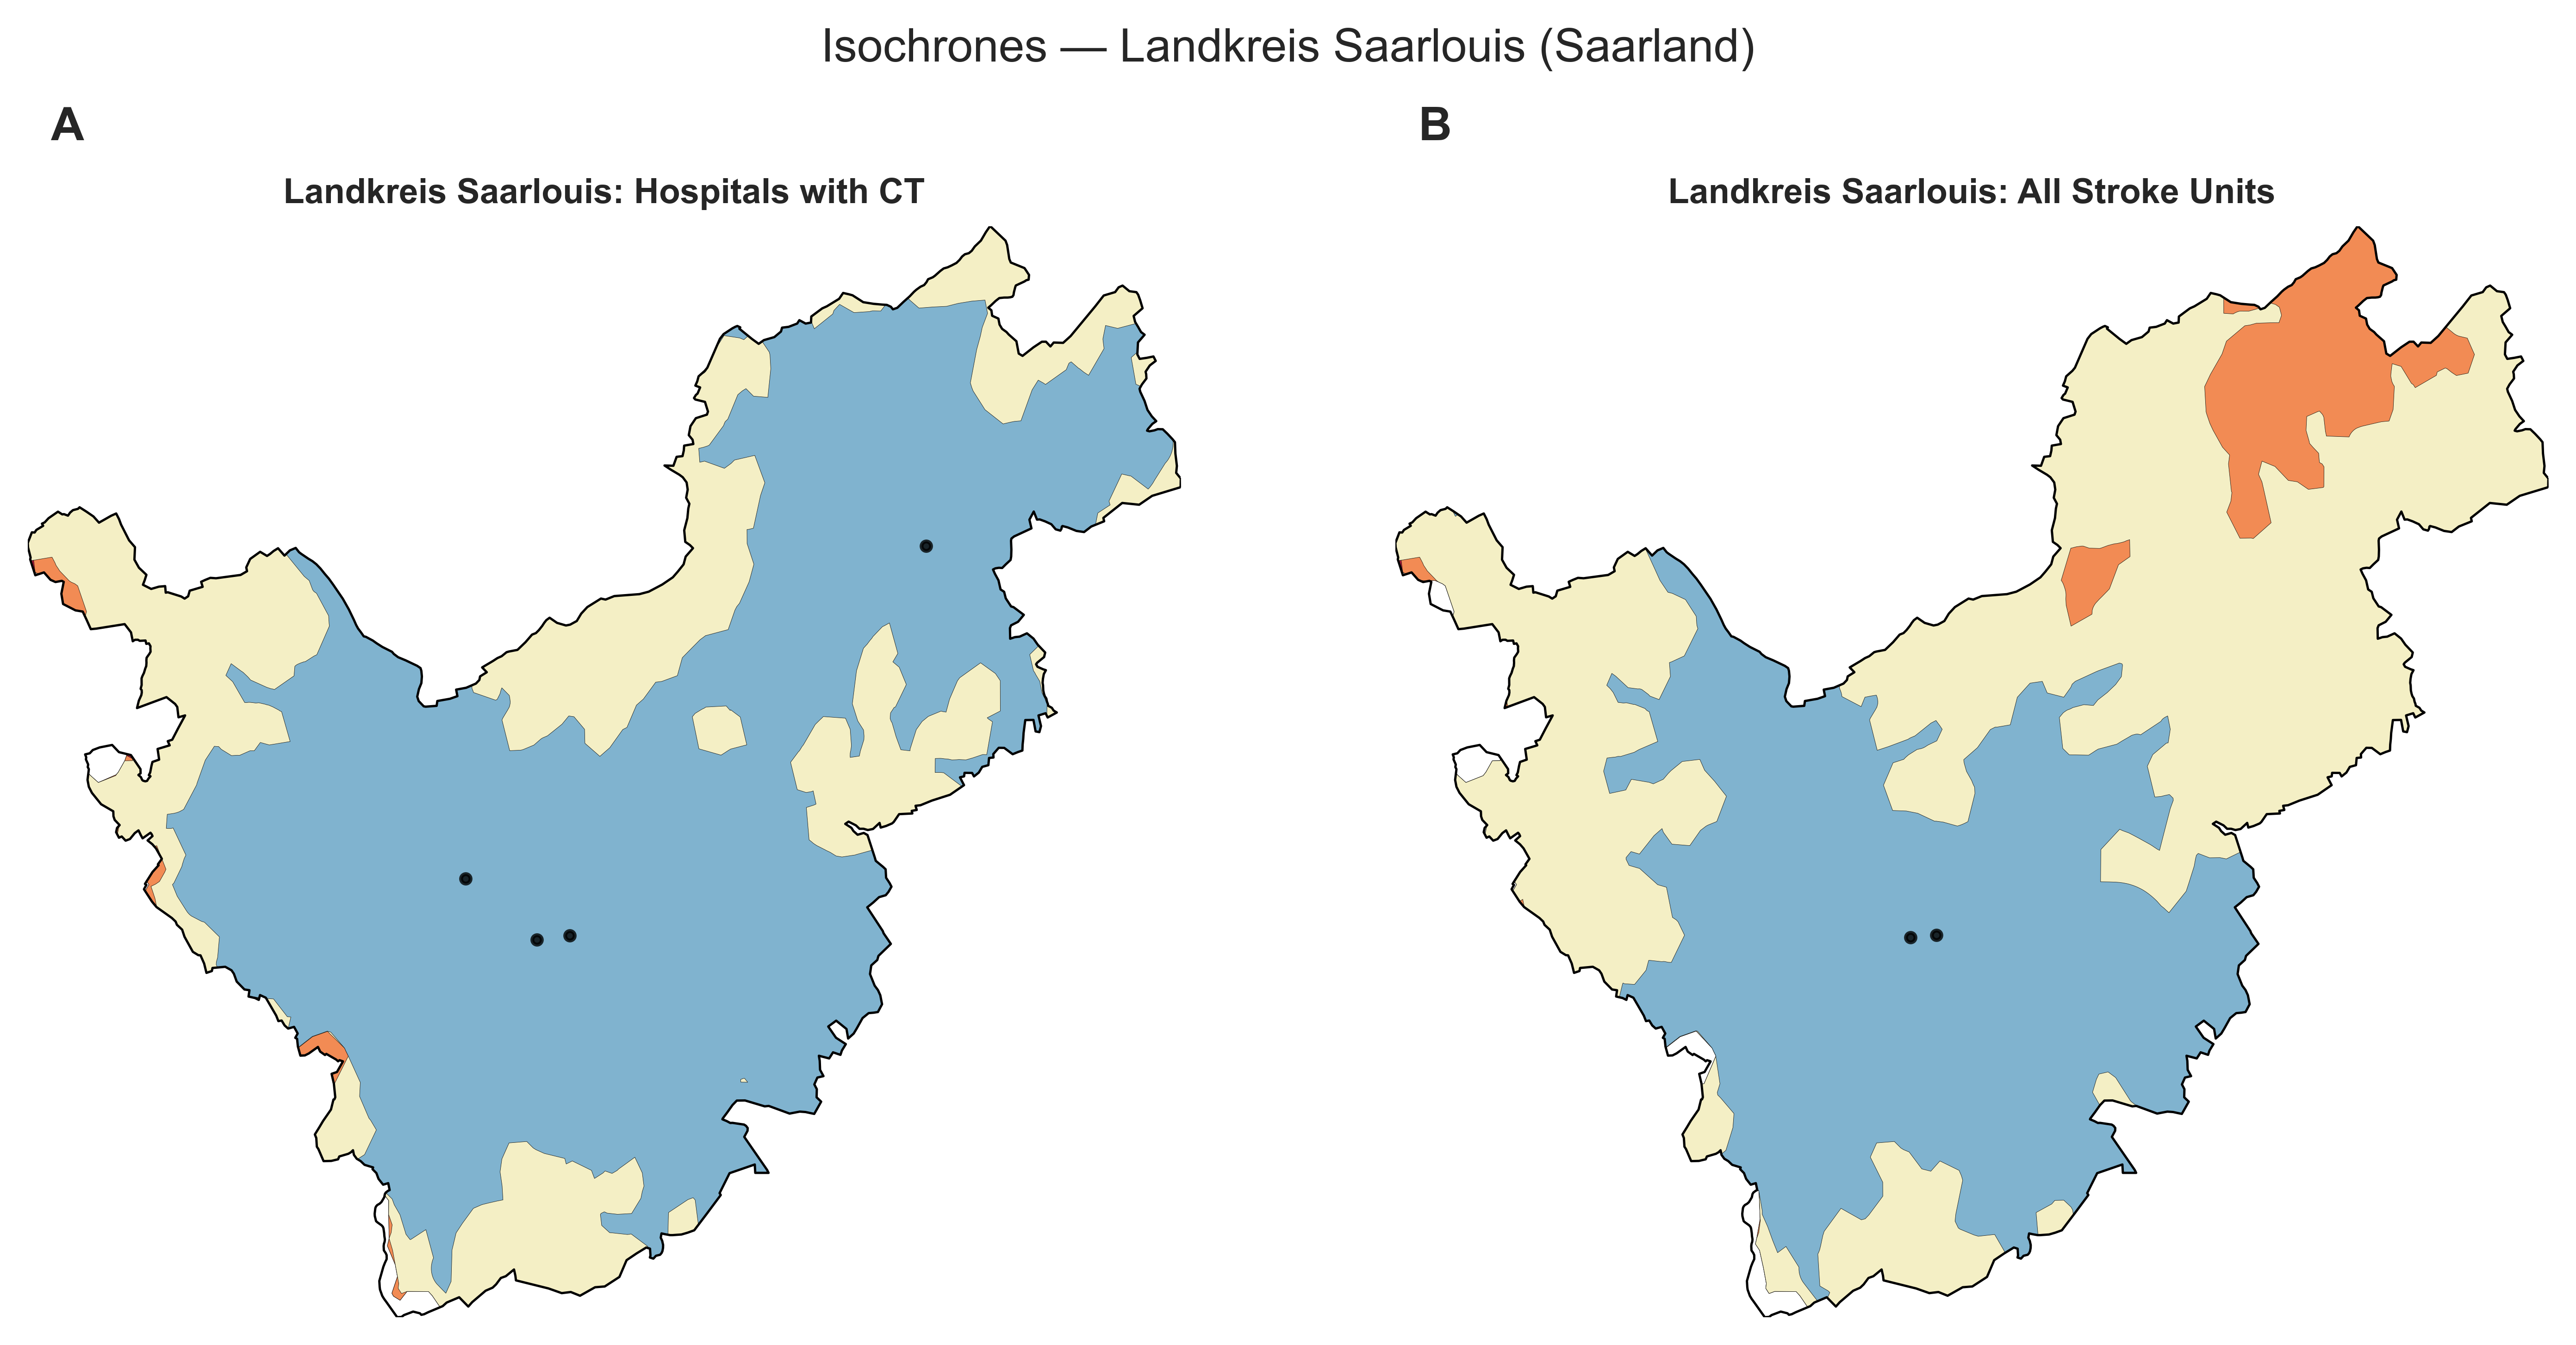 Isochrones — Landkreis Saarlouis (Saarland)
A
B
Landkreis Saarlouis: Hospitals with CT
Landkreis Saarlouis: All Stroke Units